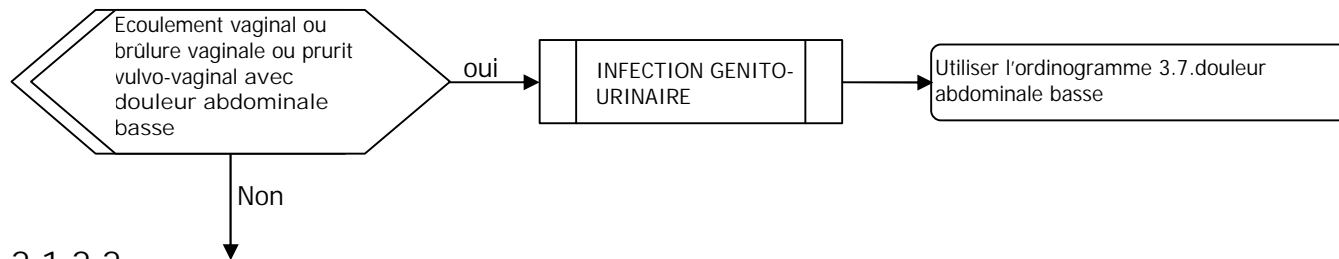 Ecoulement vaginal ou
brûlure vaginale ou prurit
vulvo-vaginal avec
douleur abdominale
basse
oui
INFECTION GENITO-
URINAIRE
Utiliser l'ordinogramme 3.7.douleur
abdominale basse
Non